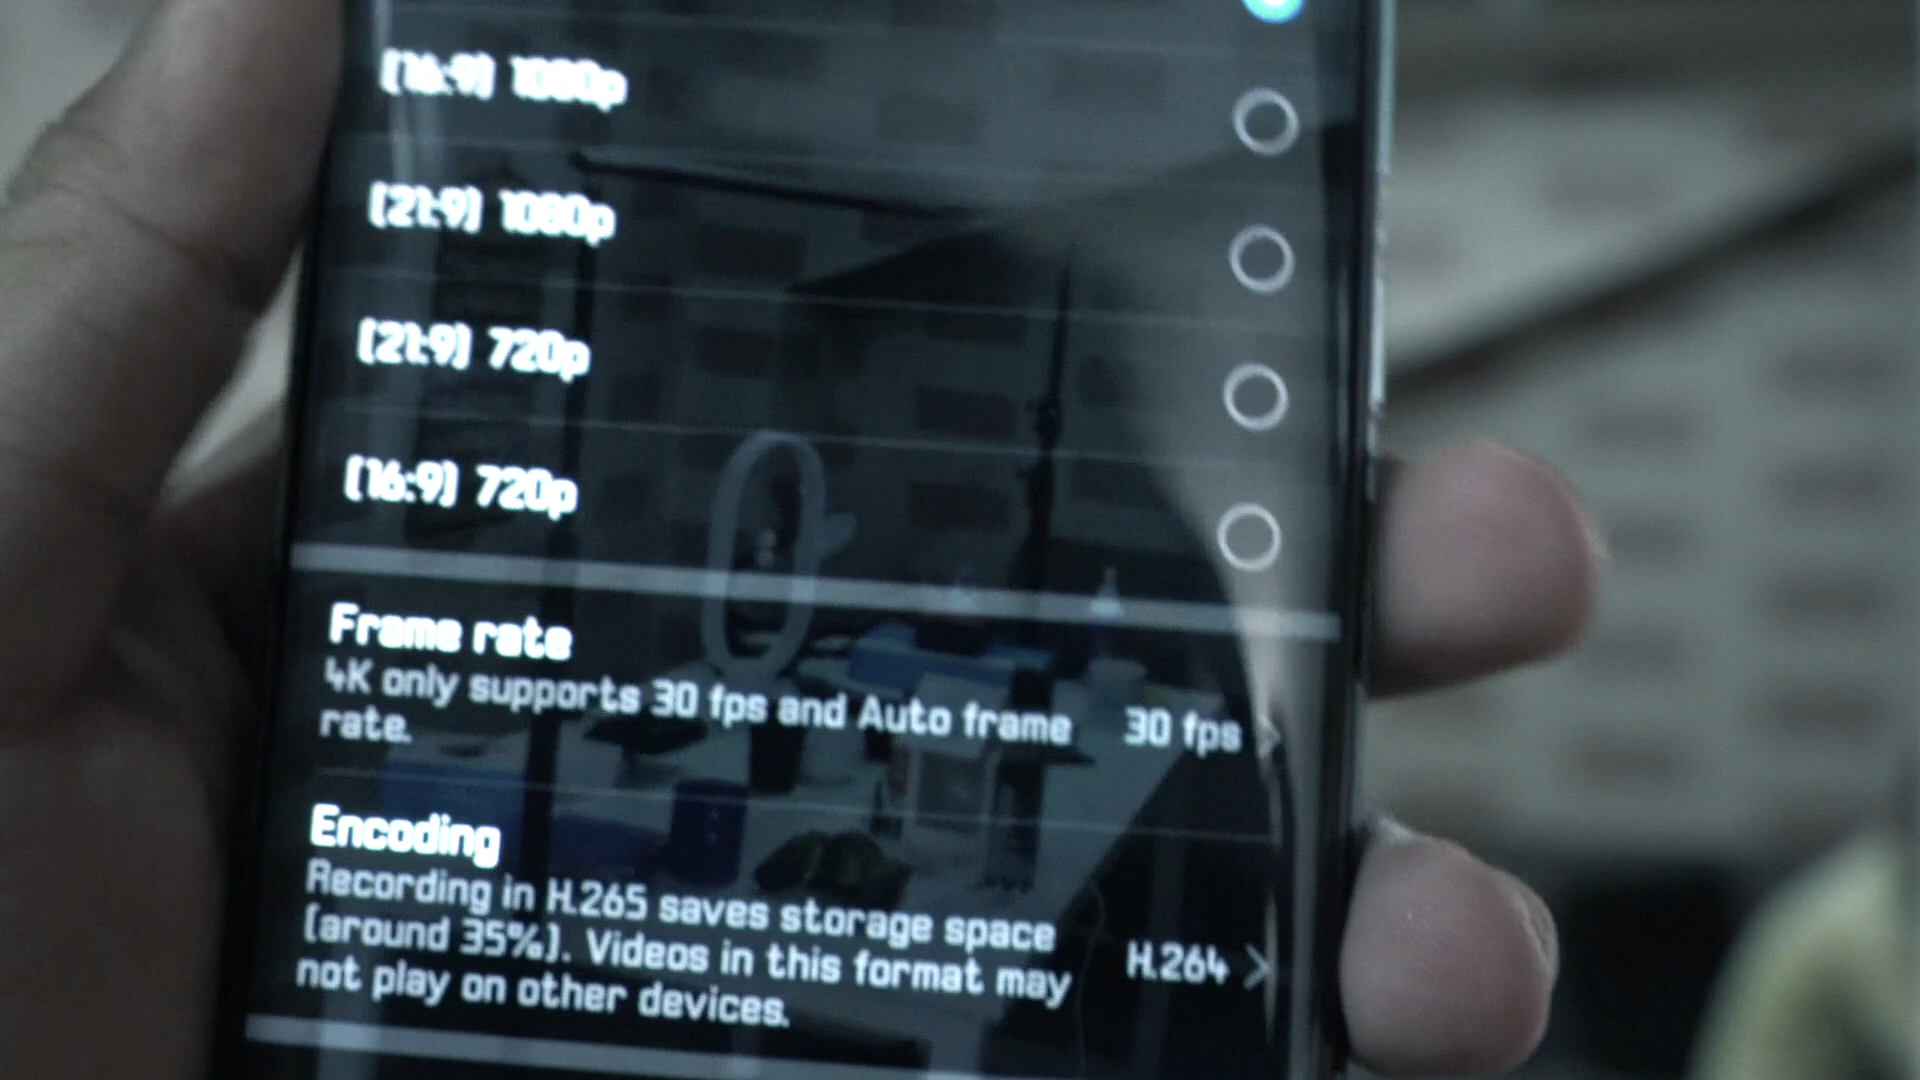 [16:9] 1080p
[21:9] 1080p
[21:9] 720p
[16:9] 720p
Frame rate
4K only supports 30 fps and Auto frame
rate.
30 fps
Encoding
Recording in H.265 saves storage space
(around 35%). Videos in this format may
not play on other devices.
H.264